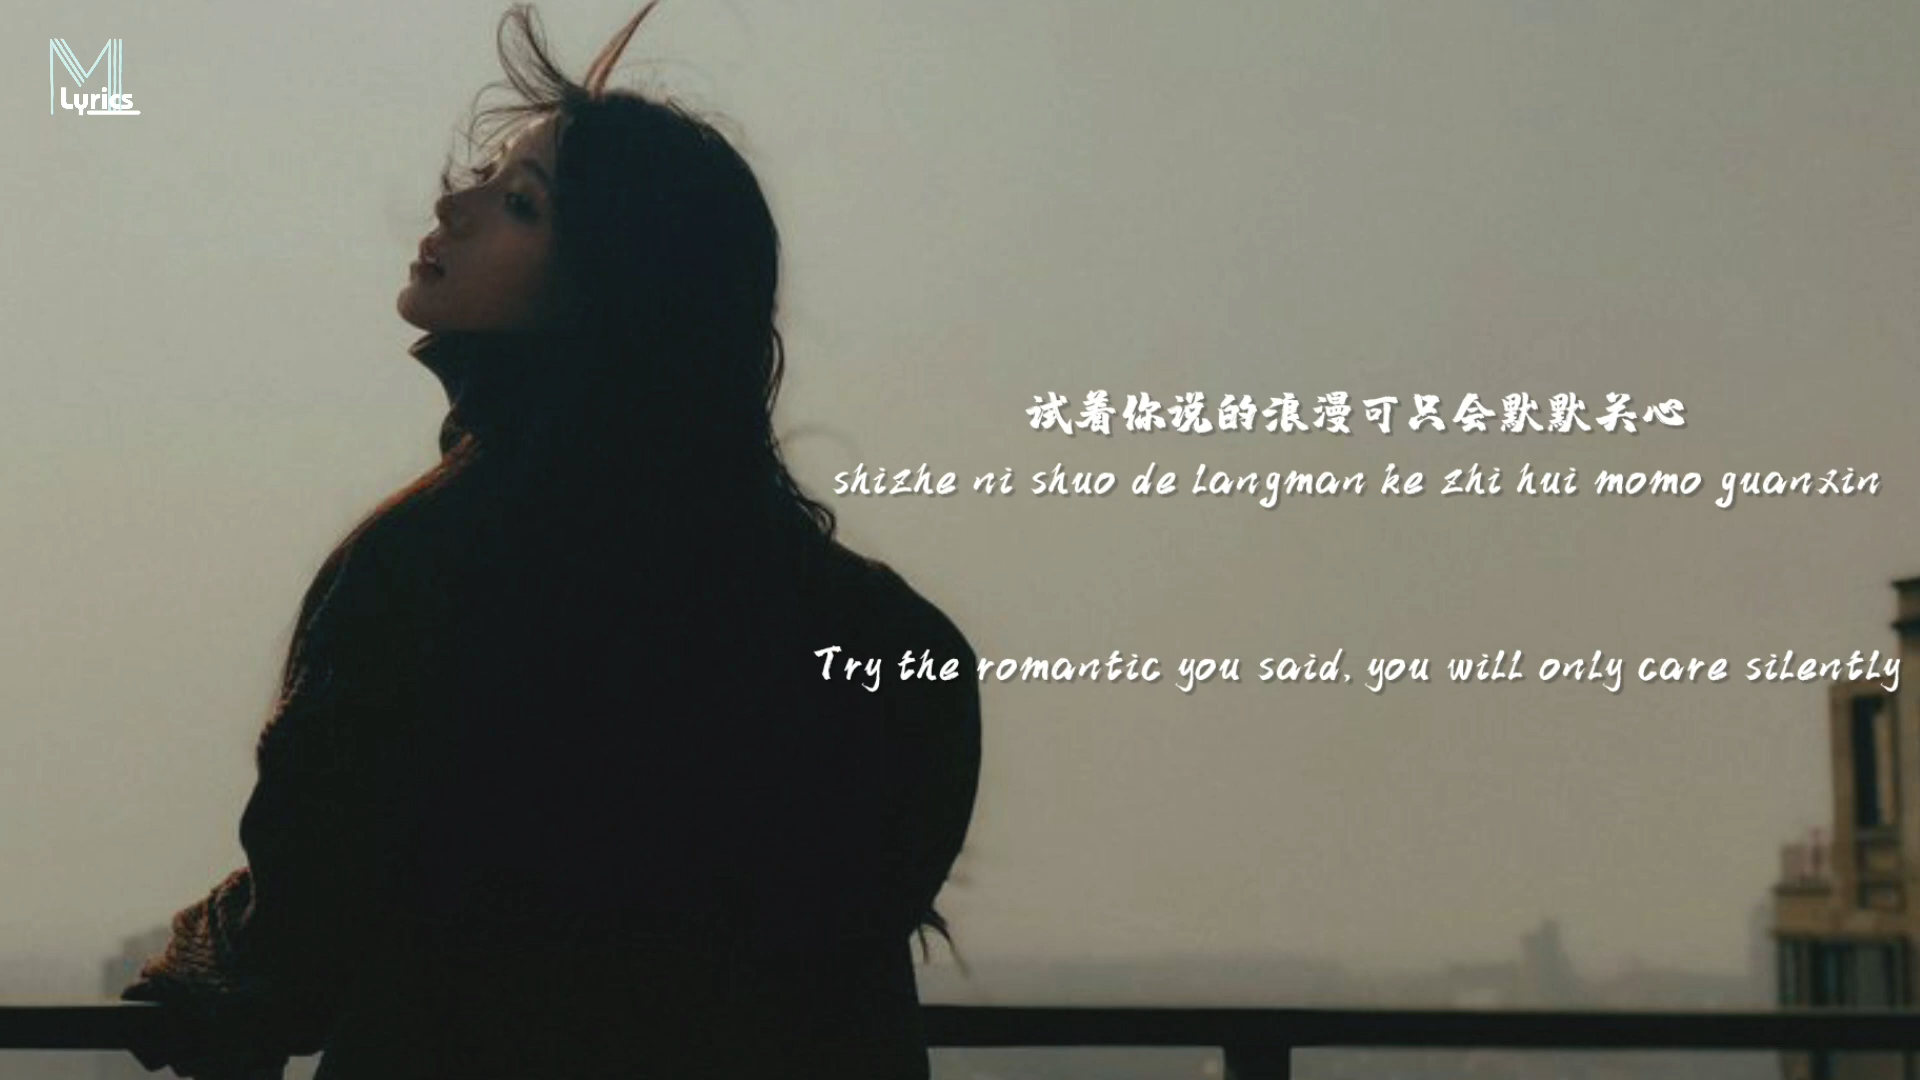 M
Lyrics
试着你说的浪漫可只会默默关心
shizhe ni shuo de langman ke zhi hui momo guanxin
Try the romantic you said, you will only care silently